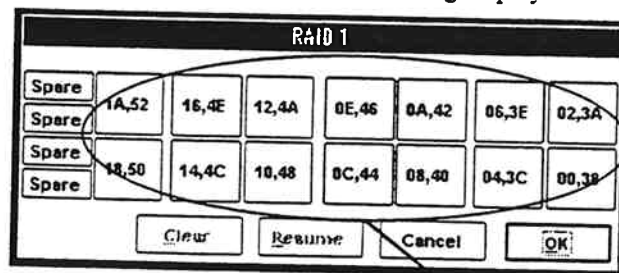 RAID 1
Spare
Spare
1A,52 16,4E 12,4A 0E,46 0A,42 06,3E 02,3A
Spare
Spare
18,50 14,4C 10,48 0C,44 08,40 04,3C 00,38
Clear Resume Cancel OK